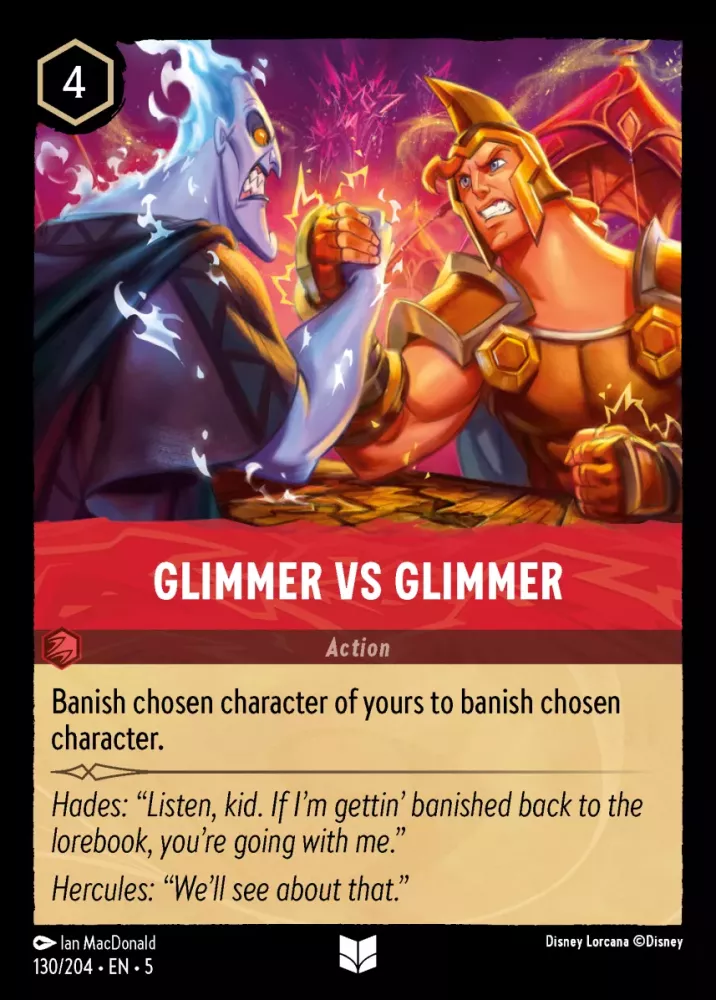 4
GLIMMER VS GLIMMER
Action
Banish chosen character of yours to banish chosen
character.
Hades: “Listen, kid. If I’m gettin’ banished back to the
lorebook, you’re going with me.”
Hercules: “We’ll see about that.”
Ian MacDonald
130/204 • EN • 5
Disney Lorcana ©Disney